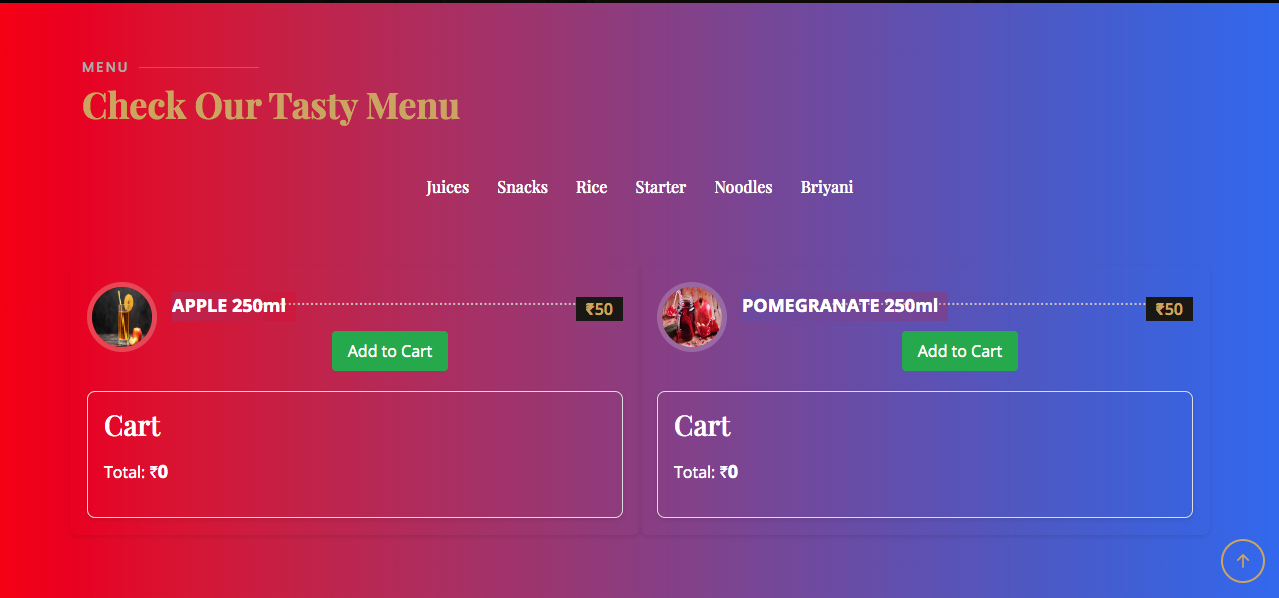 MENU
Check Our Tasty Menu
Juices Snacks Rice Starter Noodles Briyani
APPLE 250ml ₹50
Add to Cart
Cart
Total: ₹0
POMEGRANATE 250ml ₹50
Add to Cart
Cart
Total: ₹0